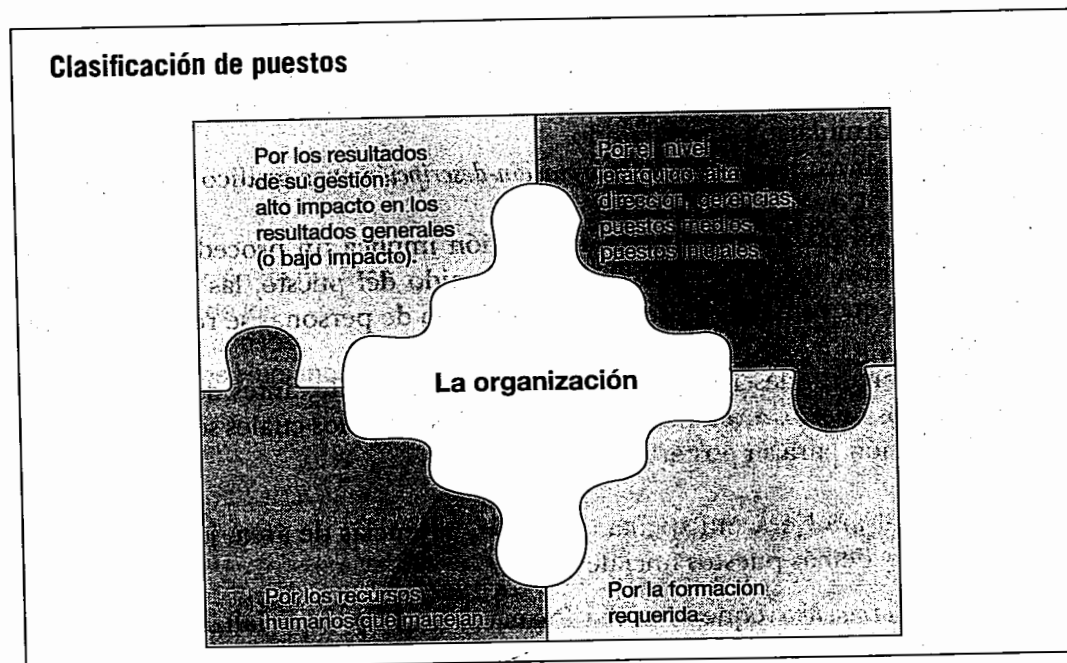 Clasificación de puestos
Por los resultados
de su gestión:
alto impacto en los
resultados generales
(o bajo impacto).
Por el nivel
jerárquico: alta
dirección, gerencias,
puestos medios,
puestos iniciales.
La organización
Por los recursos
humanos que manejan.
Por la formación
requerida.